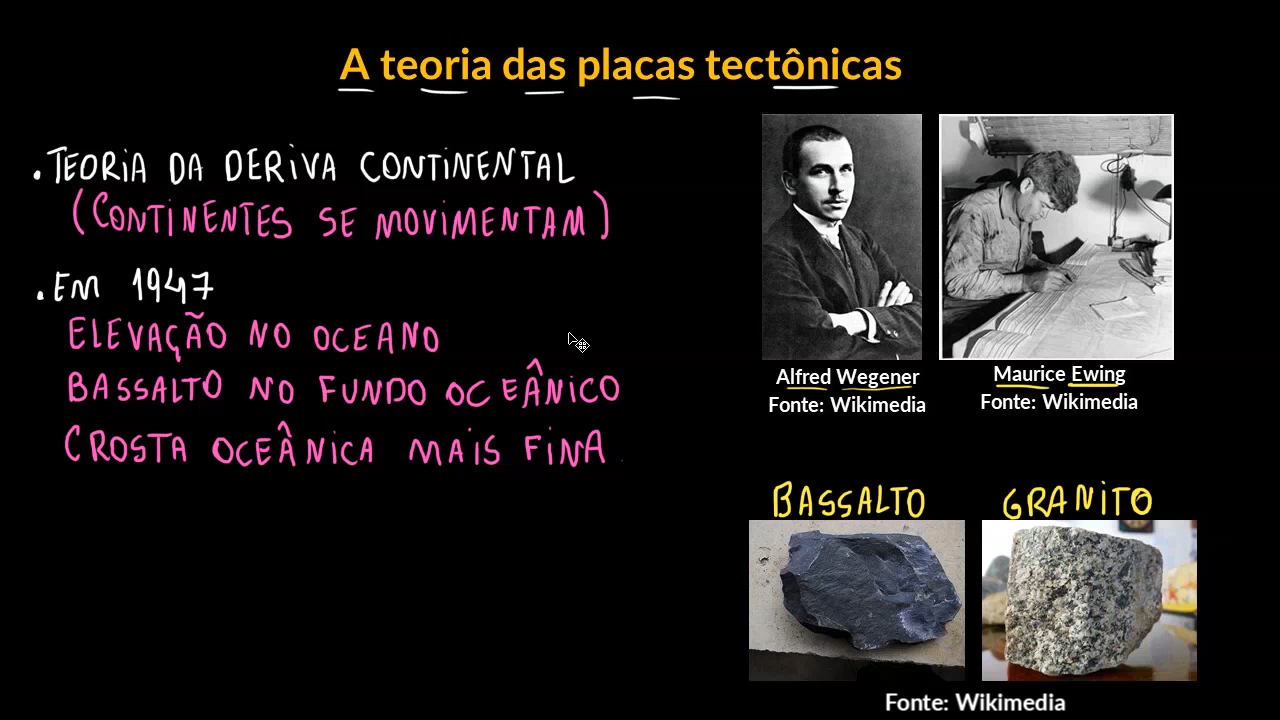 A teoria das placas tectônicas
. TEORIA DA DERIVA CONTINENTAL
(CONTINENTES SE MOVIMENTAM)
. EM 1947
ELEVAÇÃO NO OCEANO
BASSALTO NO FUNDO OCEÂNICO
CROSTA OCEÂNICA MAIS FINA
Alfred Wegener
Fonte: Wikimedia
Maurice Ewing
Fonte: Wikimedia
BASSALTO
GRANITO
Fonte: Wikimedia